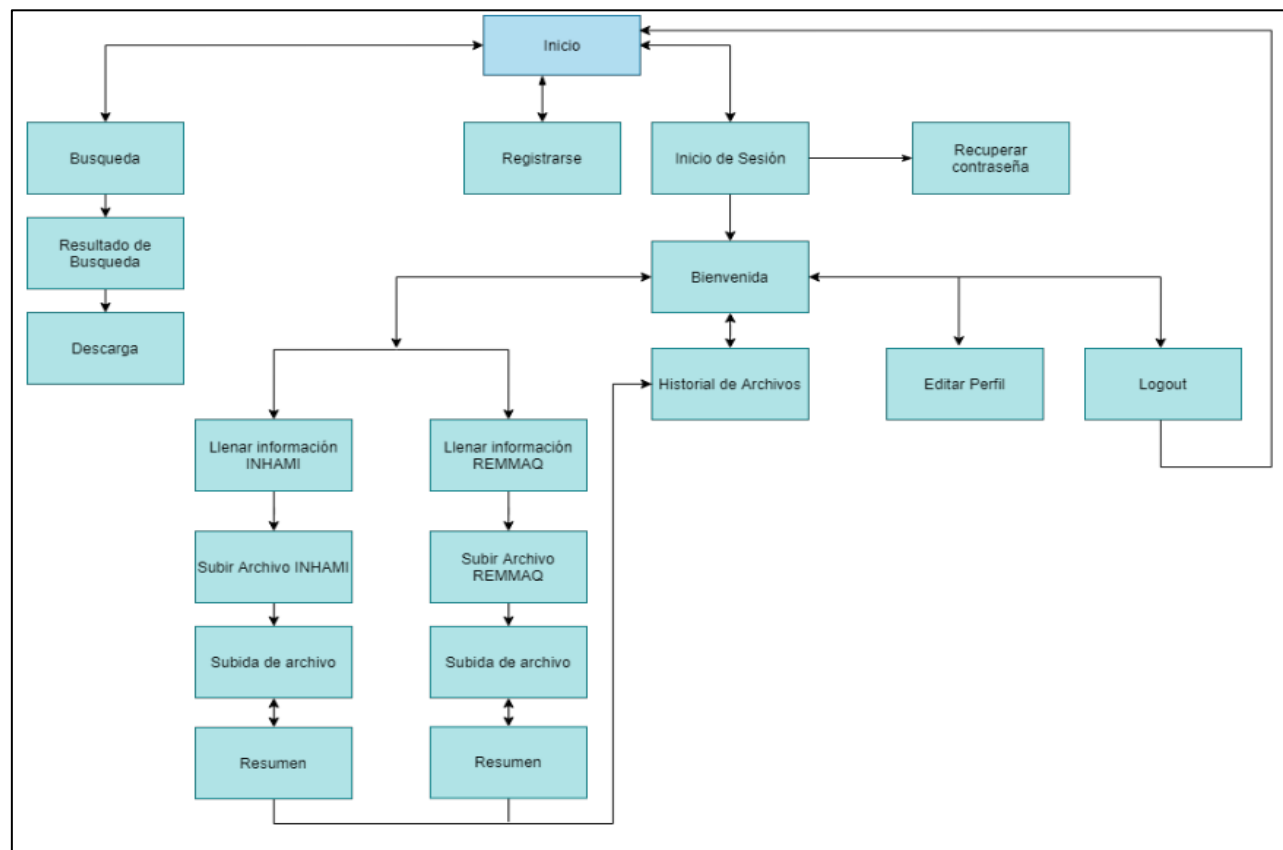 Inicio
Busqueda
Registrarse
Inicio de Sesión
Recuperar
contraseña
Resultado de
Busqueda
Bienvenida
Descarga
Historial de Archivos
Editar Perfil
Logout
Llenar información
INHAMI
Llenar información
REMMAQ
Subir Archivo INHAMI
Subir Archivo
REMMAQ
Subida de archivo
Subida de archivo
Resumen
Resumen